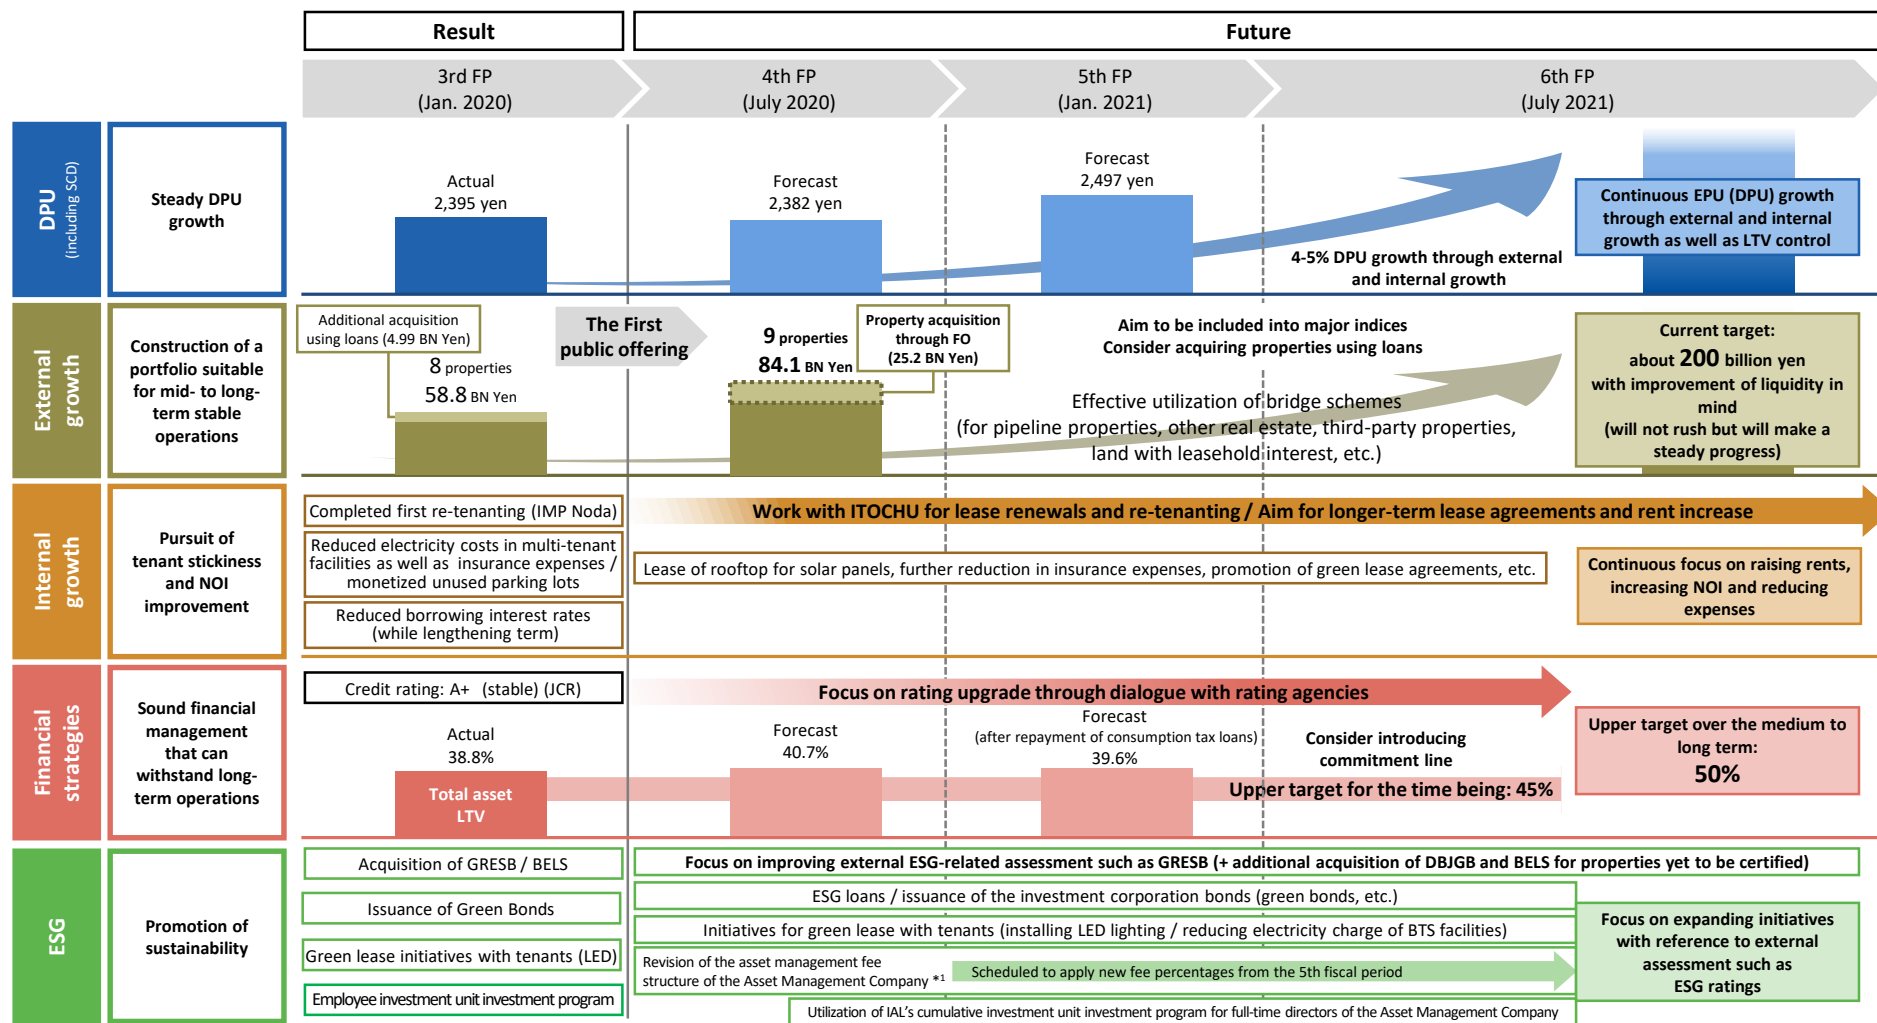 Result
Future
3rd FP
(Jan. 2020)
4th FP
(July 2020)
5th FP
(Jan. 2021)
6th FP
(July 2021)
DPU
(including SCD)
Steady DPU
growth
Actual
2,395 yen
Forecast
2,382 yen
Forecast
2,497 yen
4-5% DPU growth through external
and internal growth
Continuous EPU (DPU) growth
through external and internal
growth as well as LTV control
External
growth
Construction of a
portfolio suitable
for mid- to long-
term stable
operations
Additional acquisition
using loans (4.99 BN Yen)
8 properties
58.8 BN Yen
The First
public offering
9 properties
84.1 BN Yen
Property acquisition
through FO
(25.2 BN Yen)
Aim to be included into major indices
Consider acquiring properties using loans
Effective utilization of bridge schemes
(for pipeline properties, other real estate, third-party properties,
land with leasehold interest, etc.)
Current target:
about 200 billion yen
with improvement of liquidity in
mind
(will not rush but will make a
steady progress)
Internal
growth
Pursuit of
tenant stickiness
and NOI
improvement
Completed first re-tenanting (IMP Noda)
Reduced electricity costs in multi-tenant
facilities as well as insurance expenses /
monetized unused parking lots
Reduced borrowing interest rates
(while lengthening term)
Work with ITOCHU for lease renewals and re-tenanting / Aim for longer-term lease agreements and rent increase
Lease of rooftop for solar panels, further reduction in insurance expenses, promotion of green lease agreements, etc.
Continuous focus on raising rents,
increasing NOI and reducing
expenses
Financial
strategies
Sound financial
management
that can
withstand long-
term operations
Credit rating: A+ (stable) (JCR)
Focus on rating upgrade through dialogue with rating agencies
Actual
38.8%
Total asset
LTV
Forecast
40.7%
Forecast
(after repayment of consumption tax loans)
39.6%
Consider introducing
commitment line
Upper target for the time being: 45%
Upper target over the medium to
long term:
50%
ESG
Promotion of
sustainability
Acquisition of GRESB / BELS
Issuance of Green Bonds
Green lease initiatives with tenants (LED)
Employee investment unit investment program
Focus on improving external ESG-related assessment such as GRESB (+ additional acquisition of DBJGB and BELS for properties yet to be certified)
ESG loans / issuance of the investment corporation bonds (green bonds, etc.)
Initiatives for green lease with tenants (installing LED lighting / reducing electricity charge of BTS facilities)
Revision of the asset management fee
structure of the Asset Management Company *1
Scheduled to apply new fee percentages from the 5th fiscal period
Utilization of IAL's cumulative investment unit investment program for full-time directors of the Asset Management Company
Focus on expanding initiatives
with reference to external
assessment such as
ESG ratings